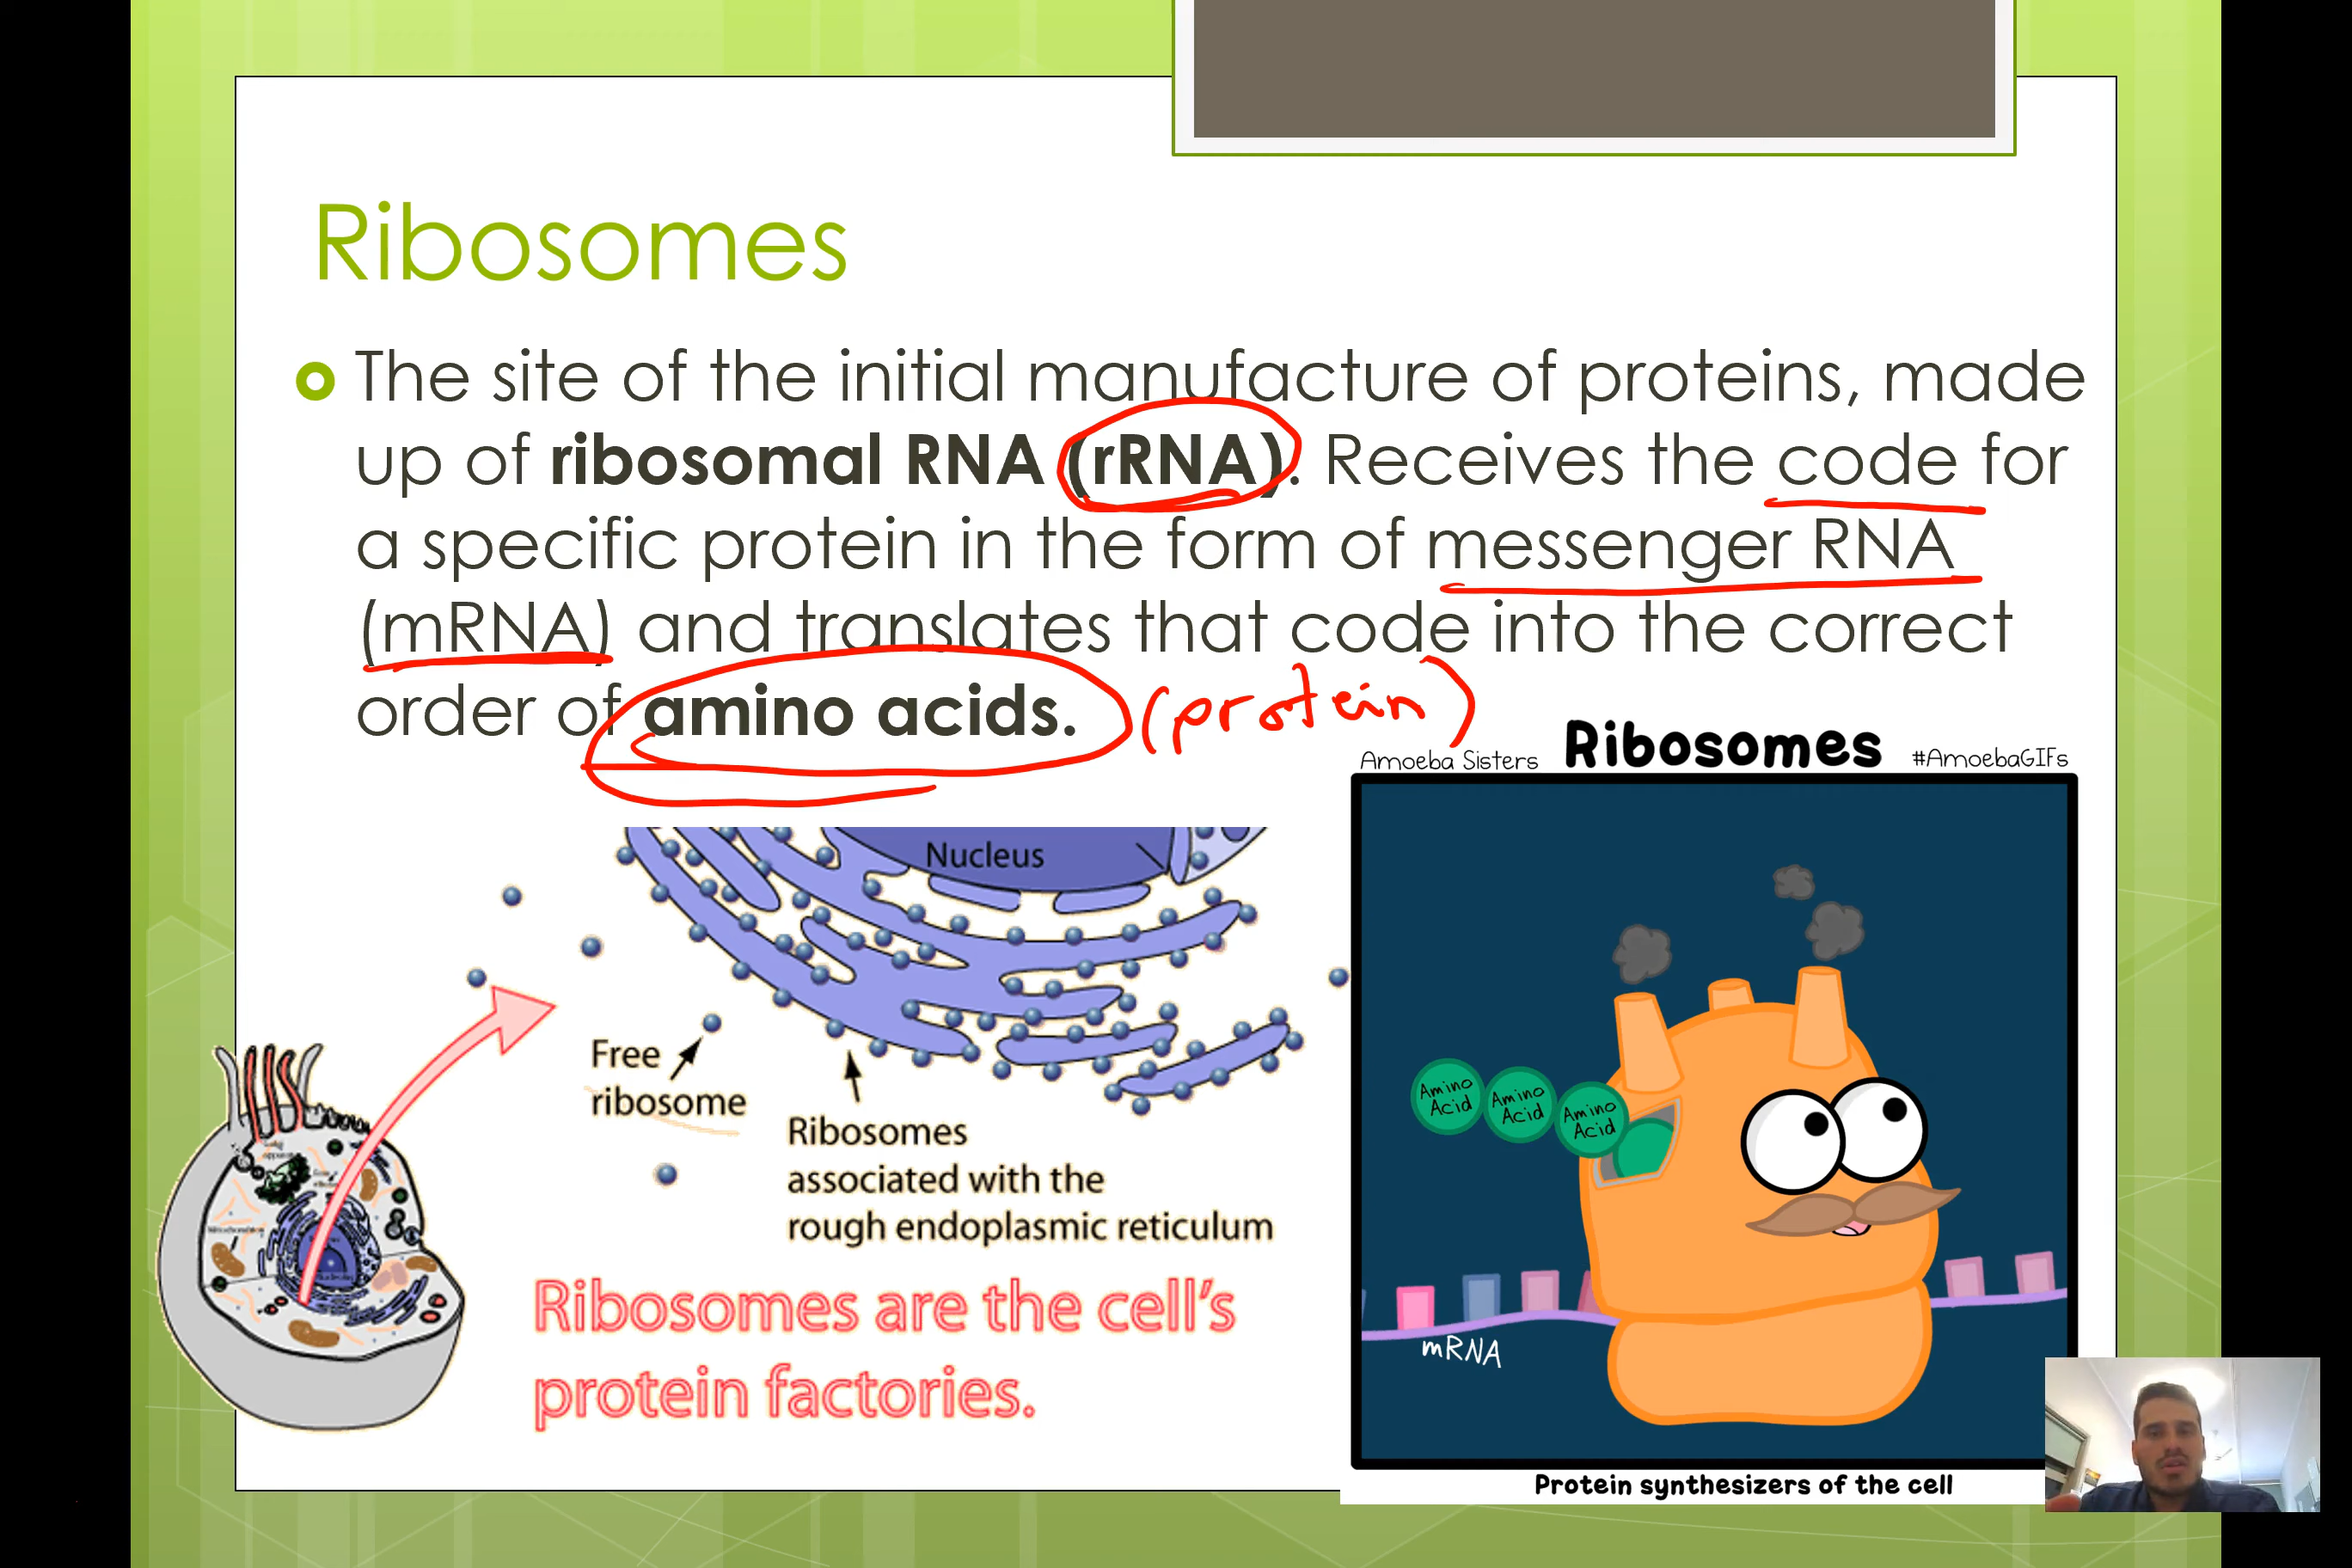 Ribosomes
The site of the initial manufacture of proteins, made
up of ribosomal RNA (rRNA). Receives the code for
a specific protein in the form of messenger RNA
(mRNA) and translates that code into the correct
order of amino acids. (protein)
Amoeba Sisters Ribosomes #AmoebaGIFs
Nucleus
Free
ribosome
Ribosomes
associated with the
rough endoplasmic reticulum
Ribosomes are the cell's
protein factories.
Amino
Acid
Amino
Acid
Amino
Acid
mRNA
Protein synthesizers of the cell